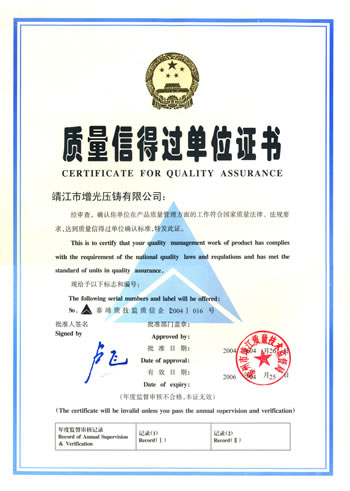 质量信得过单位证书
CERTIFICATE FOR QUALITY ASSURANCE
靖江市增光压铸有限公司：
经审查，确认你单位在产品质量管理方面的工作符合国家质量法律、法规要
求，达到质量信得过单位确认标准，特发此证。
This is to certify that your quality management work of product has complies
with the requirement of the national quality laws and requlations and has met the
standard of units in quality assurance.
现给予以下标志和编号：
The following serial numbers and label will be offered:
No. 泰靖质技监质信企［2004］016 号
批准人签名
Signed by
批准部门盖章：
Approved by:
批 准 日 期
Date of approval:
2004 04 月26
有 效 日 期
Date of expiry:
2006 04 25 日
（年度监督审核不合格，本证无效）
(The certificate will be invalid unless you pass the annual supervision and verification)
年度监督审核记录
Record of Annual Supervision
& Verification
记录(1)
Record(Ⅰ)
记录(2)
Record(Ⅱ)